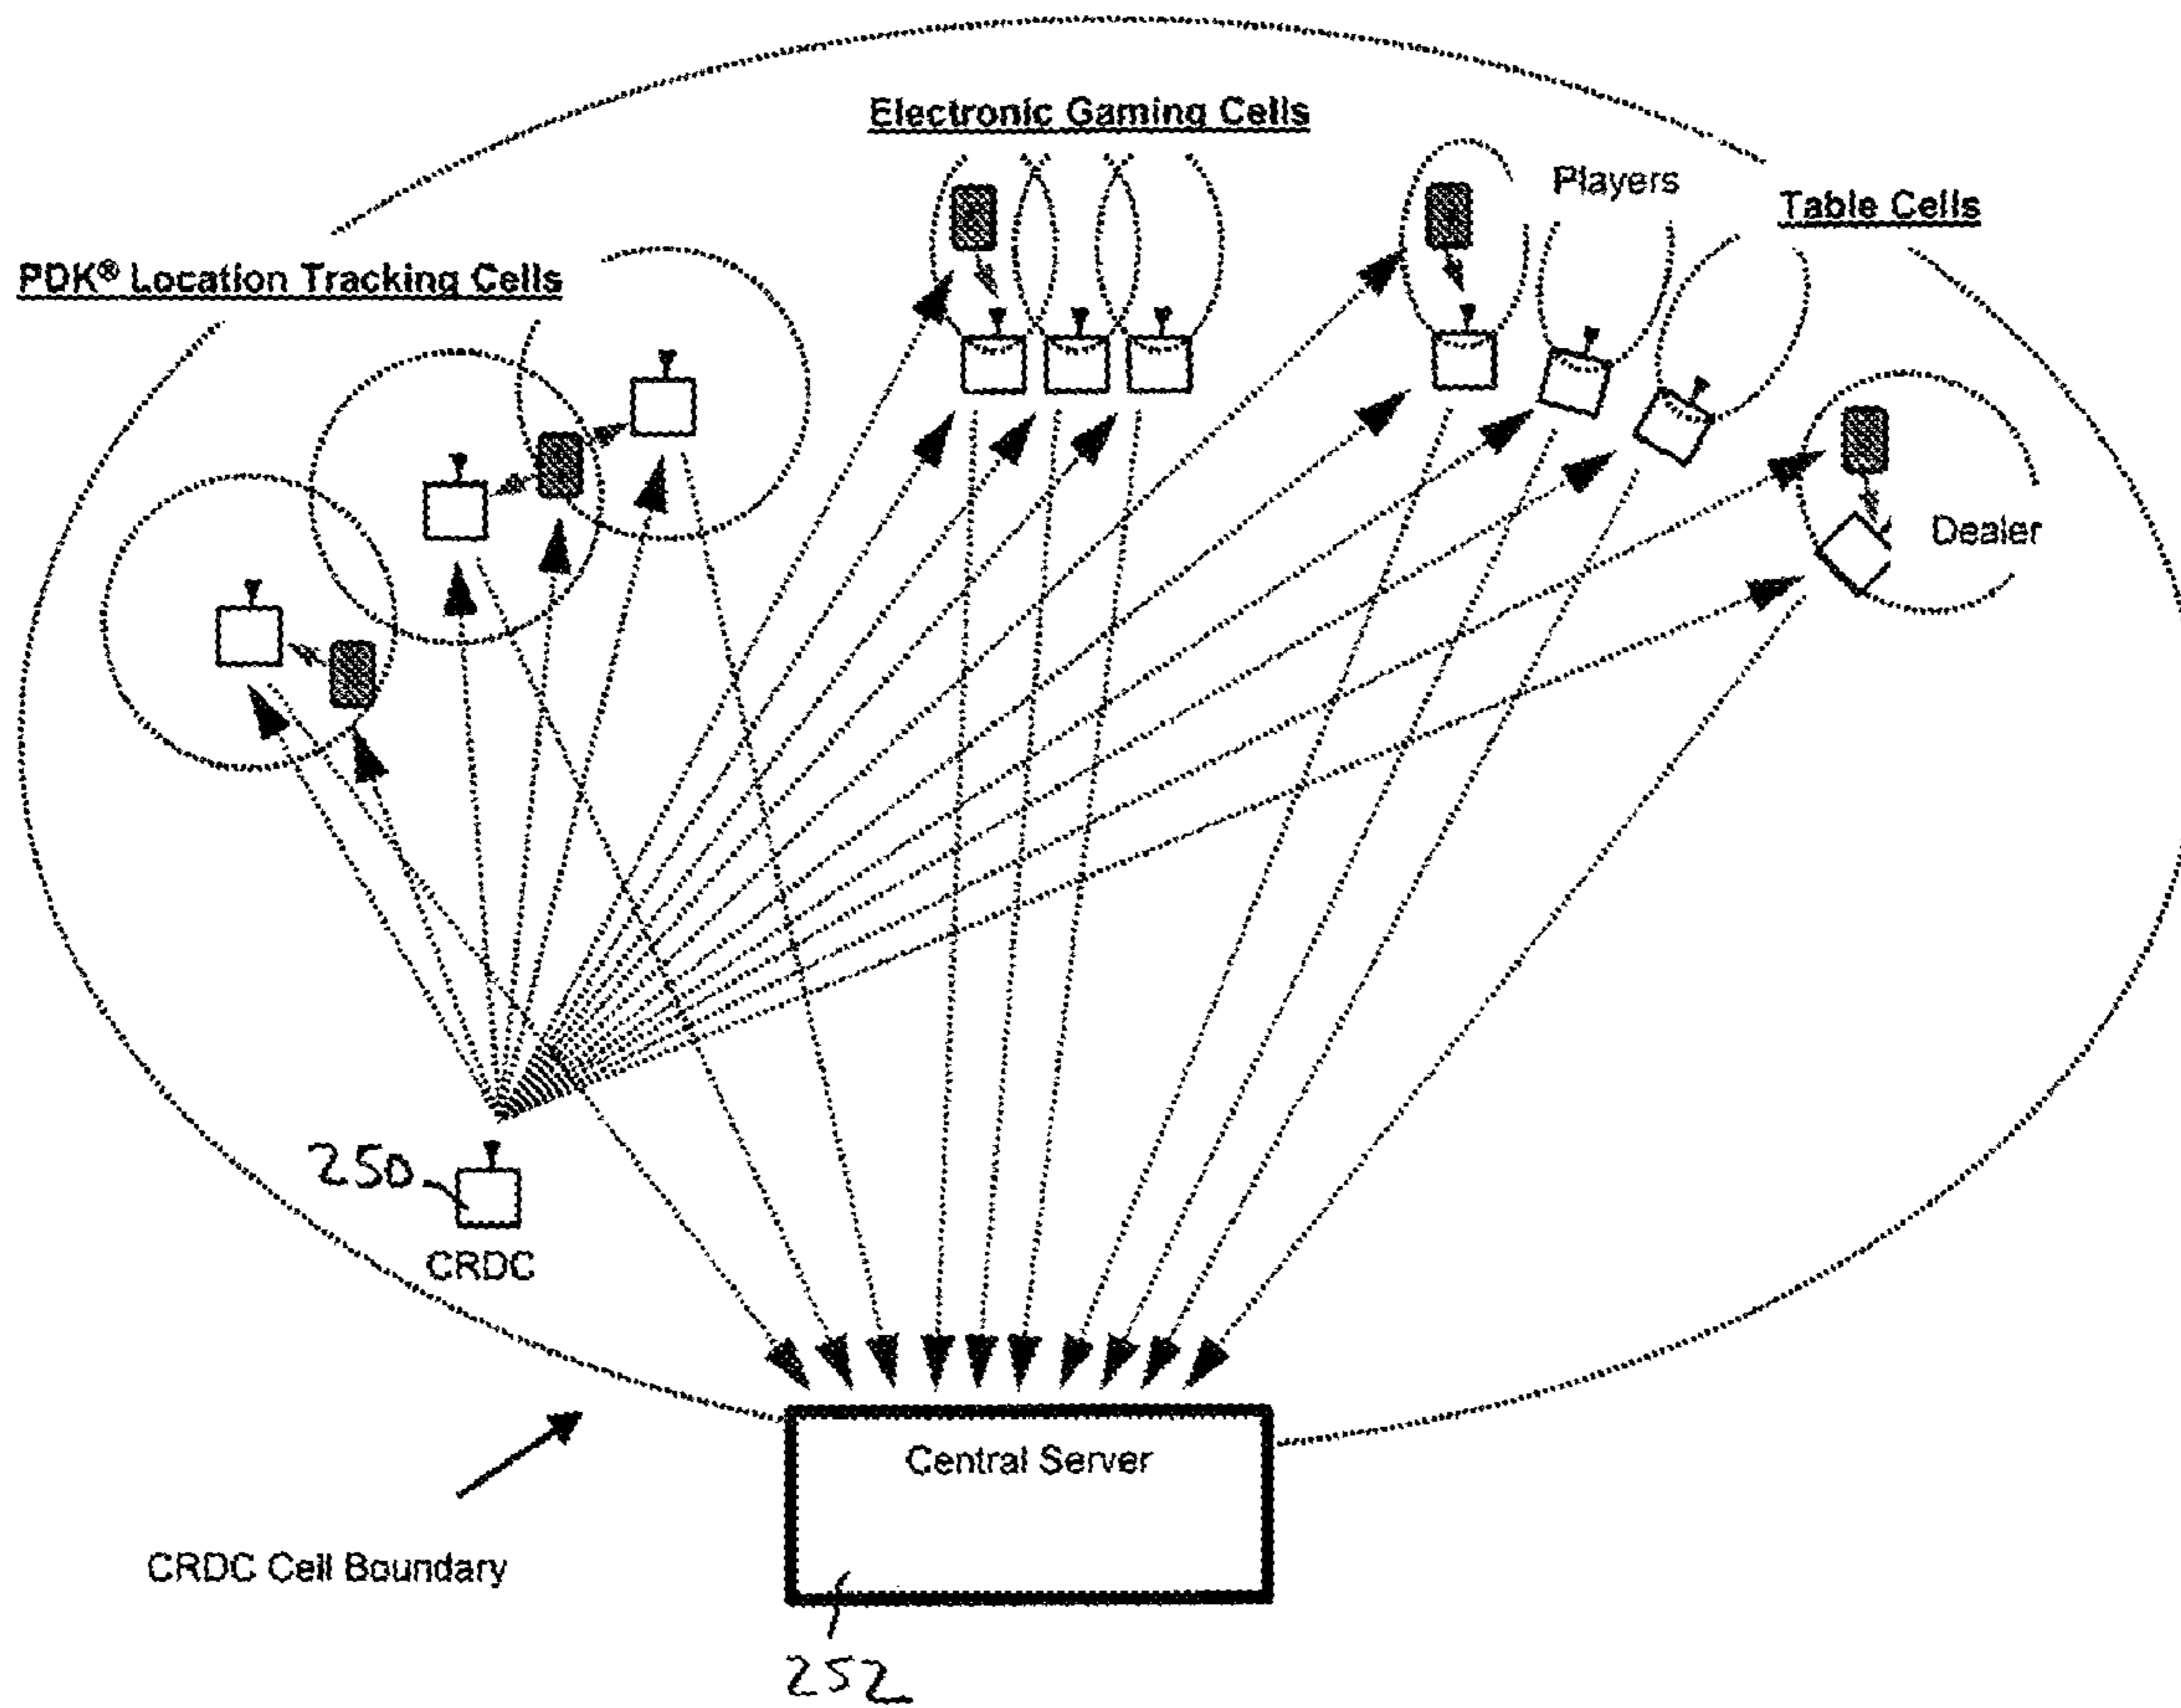 Electronic Gaming Cells
Players
Table Cells
PDK® Location Tracking Cells
Dealer
250
CRDC
Central Server
CRDC Cell Boundary
252